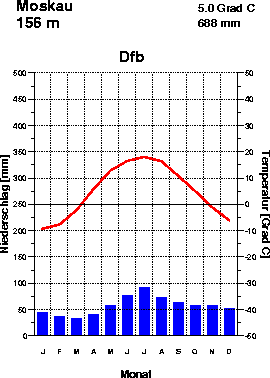 Moskau
156 m
5.0 Grad C
688 mm
Dfb
Niederschlag [mm]
500
450
400
350
300
250
200
150
100
50
0
50
40
30
20
10
0
-10
-20
-30
-40
-50
Temperatur [Grad C]
J F M A M J J A S O N D
Monat